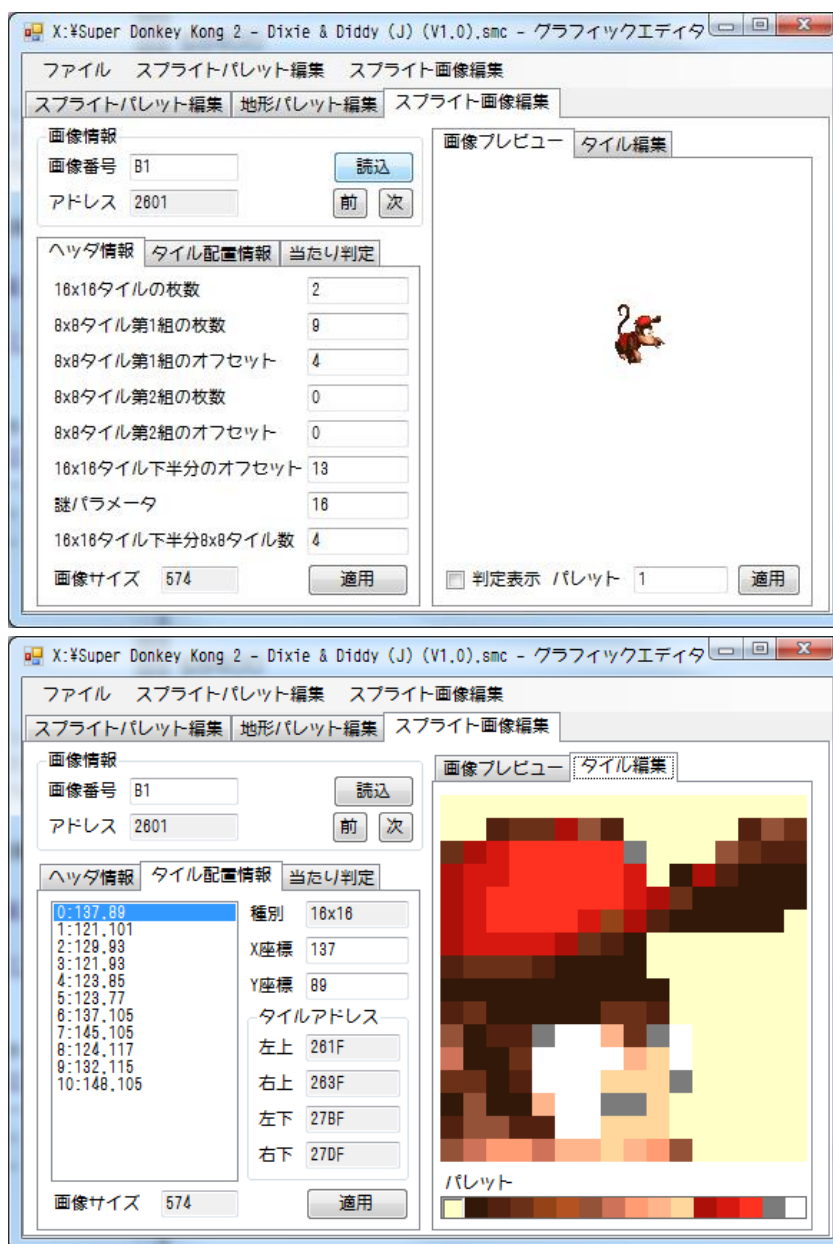 X:¥Super Donkey Kong 2 - Dixie & Diddy (J) (V1.0).smc - グラフィックエディタ
ファイル スプライトパレット編集 スプライト画像編集
スプライトパレット編集 地形パレット編集 スプライト画像編集
画像情報
画像番号 B1 読込
アドレス 2601 前 次
ヘッダ情報 タイル配置情報 当たり判定
16x16タイルの枚数 2
8x8タイル第1組の枚数 9
8x8タイル第1組のオフセット 4
8x8タイル第2組の枚数 0
8x8タイル第2組のオフセット 0
16x16タイル下半分のオフセット 13
謎パラメータ 16
16x16タイル下半分8x8タイル数 4
画像サイズ 574 適用
画像プレビュー タイル編集
判定表示 パレット 1 適用
X:¥Super Donkey Kong 2 - Dixie & Diddy (J) (V1.0).smc - グラフィックエディタ
ファイル スプライトパレット編集 スプライト画像編集
スプライトパレット編集 地形パレット編集 スプライト画像編集
画像情報
画像番号 B1 読込
アドレス 2601 前 次
ヘッダ情報 タイル配置情報 当たり判定
0:137,89
1:121,101
2:129,93
3:121,93
4:123,85
5:123,77
6:137,105
7:145,105
8:124,117
9:132,115
10:148,105
種別 16x16
X座標 137
Y座標 89
タイルアドレス
左上 261F
右上 263F
左下 27BF
右下 27DF
画像サイズ 574 適用
画像プレビュー タイル編集
パレット